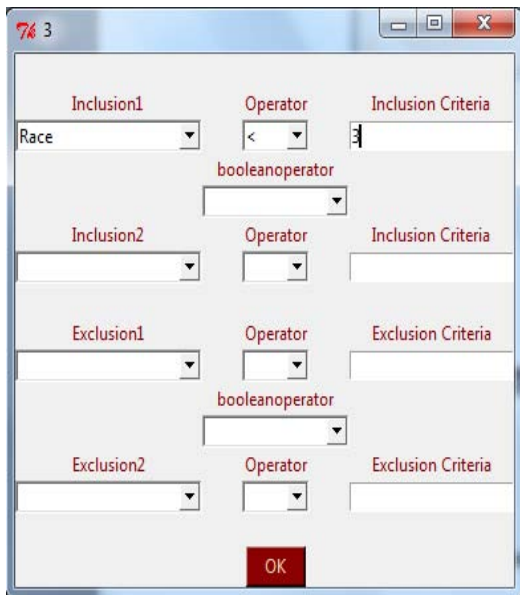 7% 3
Inclusion1 Operator Inclusion Criteria
Race < 3
booleanoperator
Inclusion2 Operator Inclusion Criteria
Exclusion1 Operator Exclusion Criteria
booleanoperator
Exclusion2 Operator Exclusion Criteria
OK